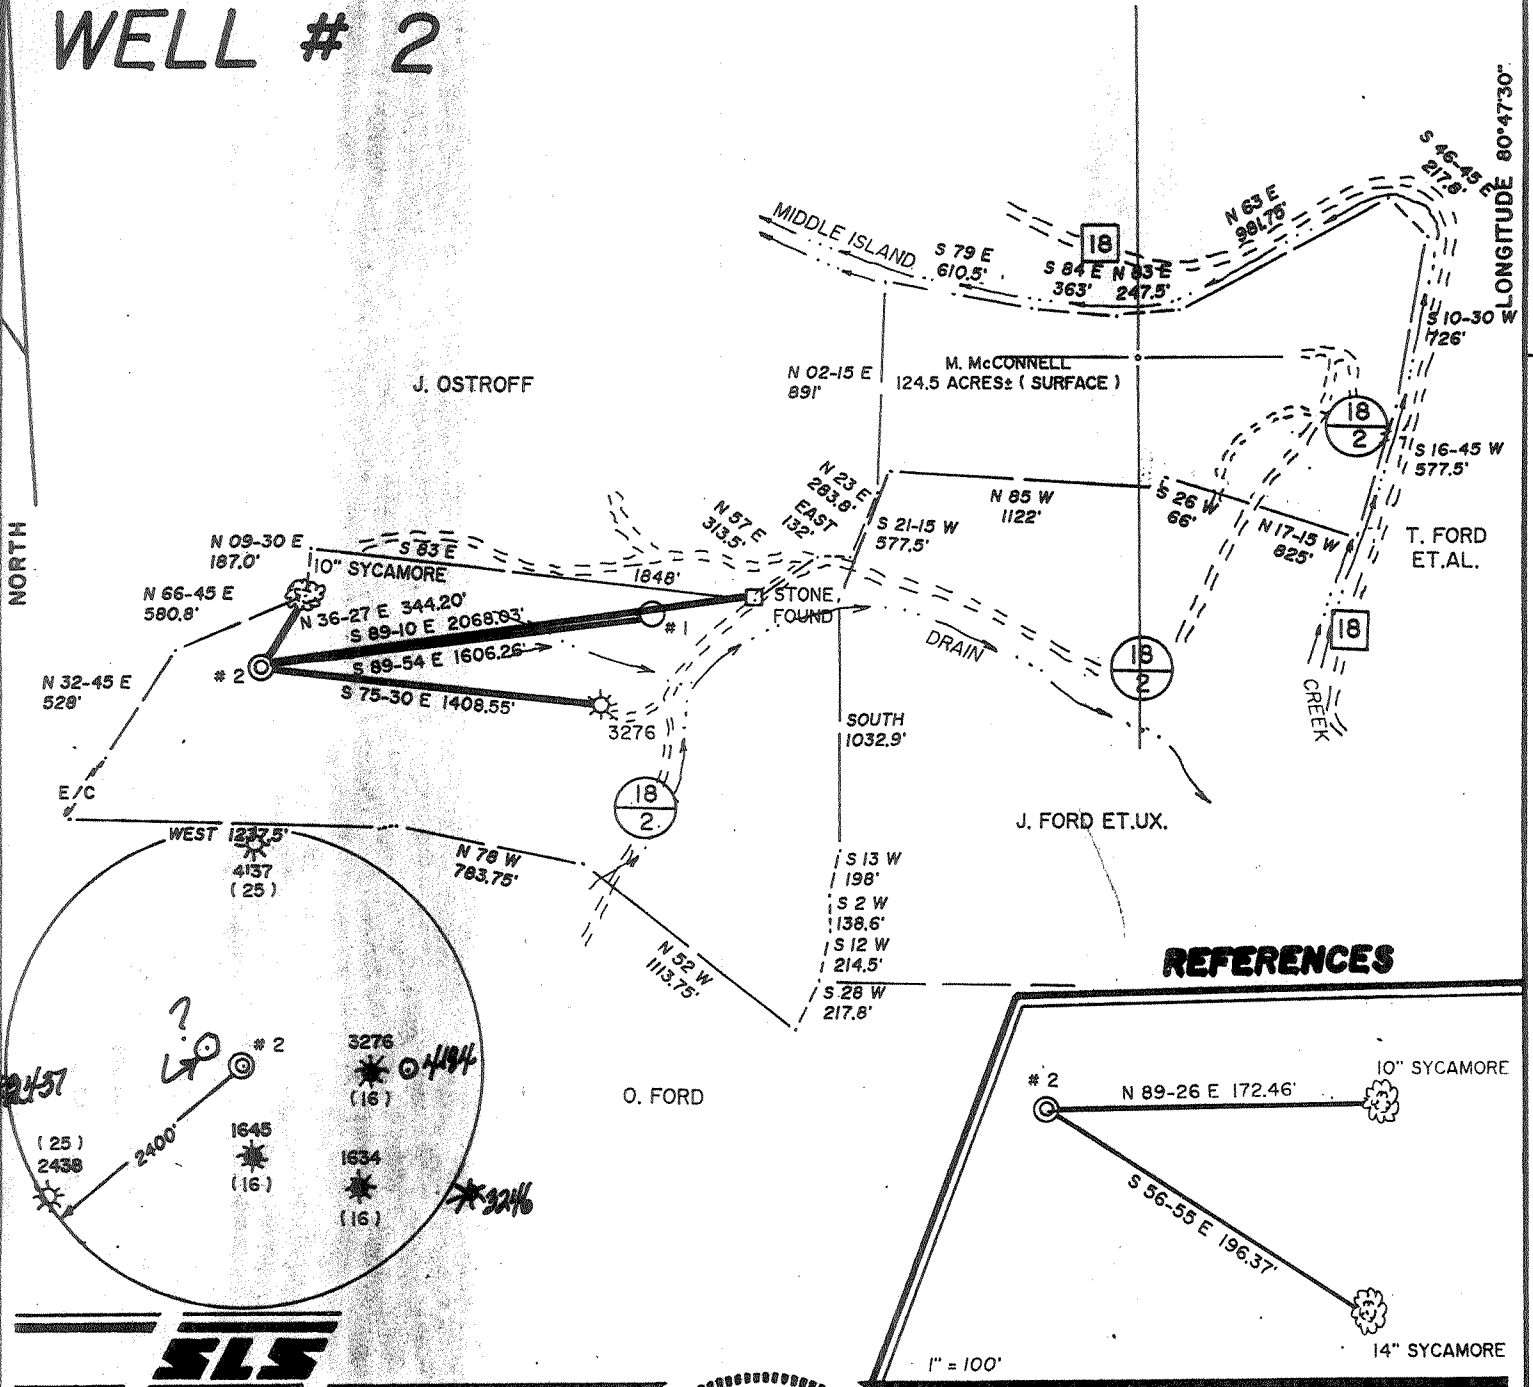 WELL # 2
LONGITUDE 80°47'30"
S 46-45 E
217.8'
N 63 E
981.75'
MIDDLE ISLAND
18
S 79 E
610.5'
S 84 E
363'
N 83 E
247.5'
S 10-30 W
726'
N 02-15 E
891'
M. McCONNELL
124.5 ACRES± ( SURFACE )
J. OSTROFF
18
2
S 16-45 W
577.5'
N 23 E
283.8'
EAST
132'
N 57 E
313.5'
N 85 W
1122'
S 26 W
66'
S 21-15 W
577.5'
N 17-15 W
825'
T. FORD
ET.AL.
NORTH
N 09-30 E
187.0'
S 83 E
1848'
10" SYCAMORE
N 66-45 E
580.8'
N 36-27 E 344.20'
S 89-10 E 2068.03'
S 89-54 E 1606.26'
S 75-30 E 1408.55'
# 1
STONE,
FOUND
# 2
3276
DRAIN
18
2
18
CREEK
N 32-45 E
528'
SOUTH
1032.9'
E/C
18
2
J. FORD ET.UX.
WEST 1237.5'
N 78 W
783.75'
4137
( 25 )
S 13 W
198'
S 2 W
138.6'
S 12 W
214.5'
S 28 W
217.8'
N 52 W
1113.75'
REFERENCES
?
# 2
3276
(16)
4184
2457
O. FORD
2400'
( 25 )
2438
1645
(16)
1634
(16)
3246
# 2
N 89-26 E 172.46'
10" SYCAMORE
S 56-55 E 196.37'
14" SYCAMORE
1" = 100'
SLS